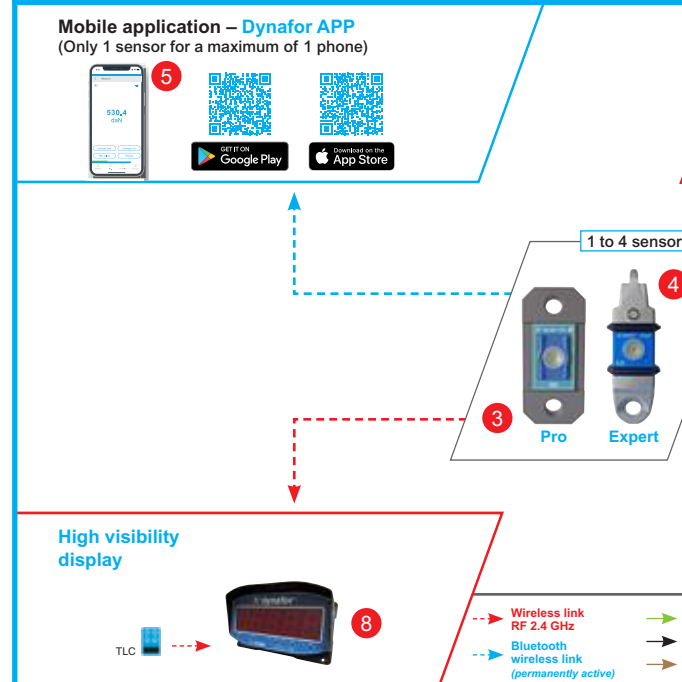 Mobile application – Dynafor APP
(Only 1 sensor for a maximum of 1 phone)
5
530.4
daN
GET IT ON
Google Play
Download on the
App Store
1 to 4 sensor
4
3
Pro
Expert
High visibility
display
dynafor
8
TLC
Wireless link
RF 2.4 GHz
Bluetooth
wireless link
(permanently active)